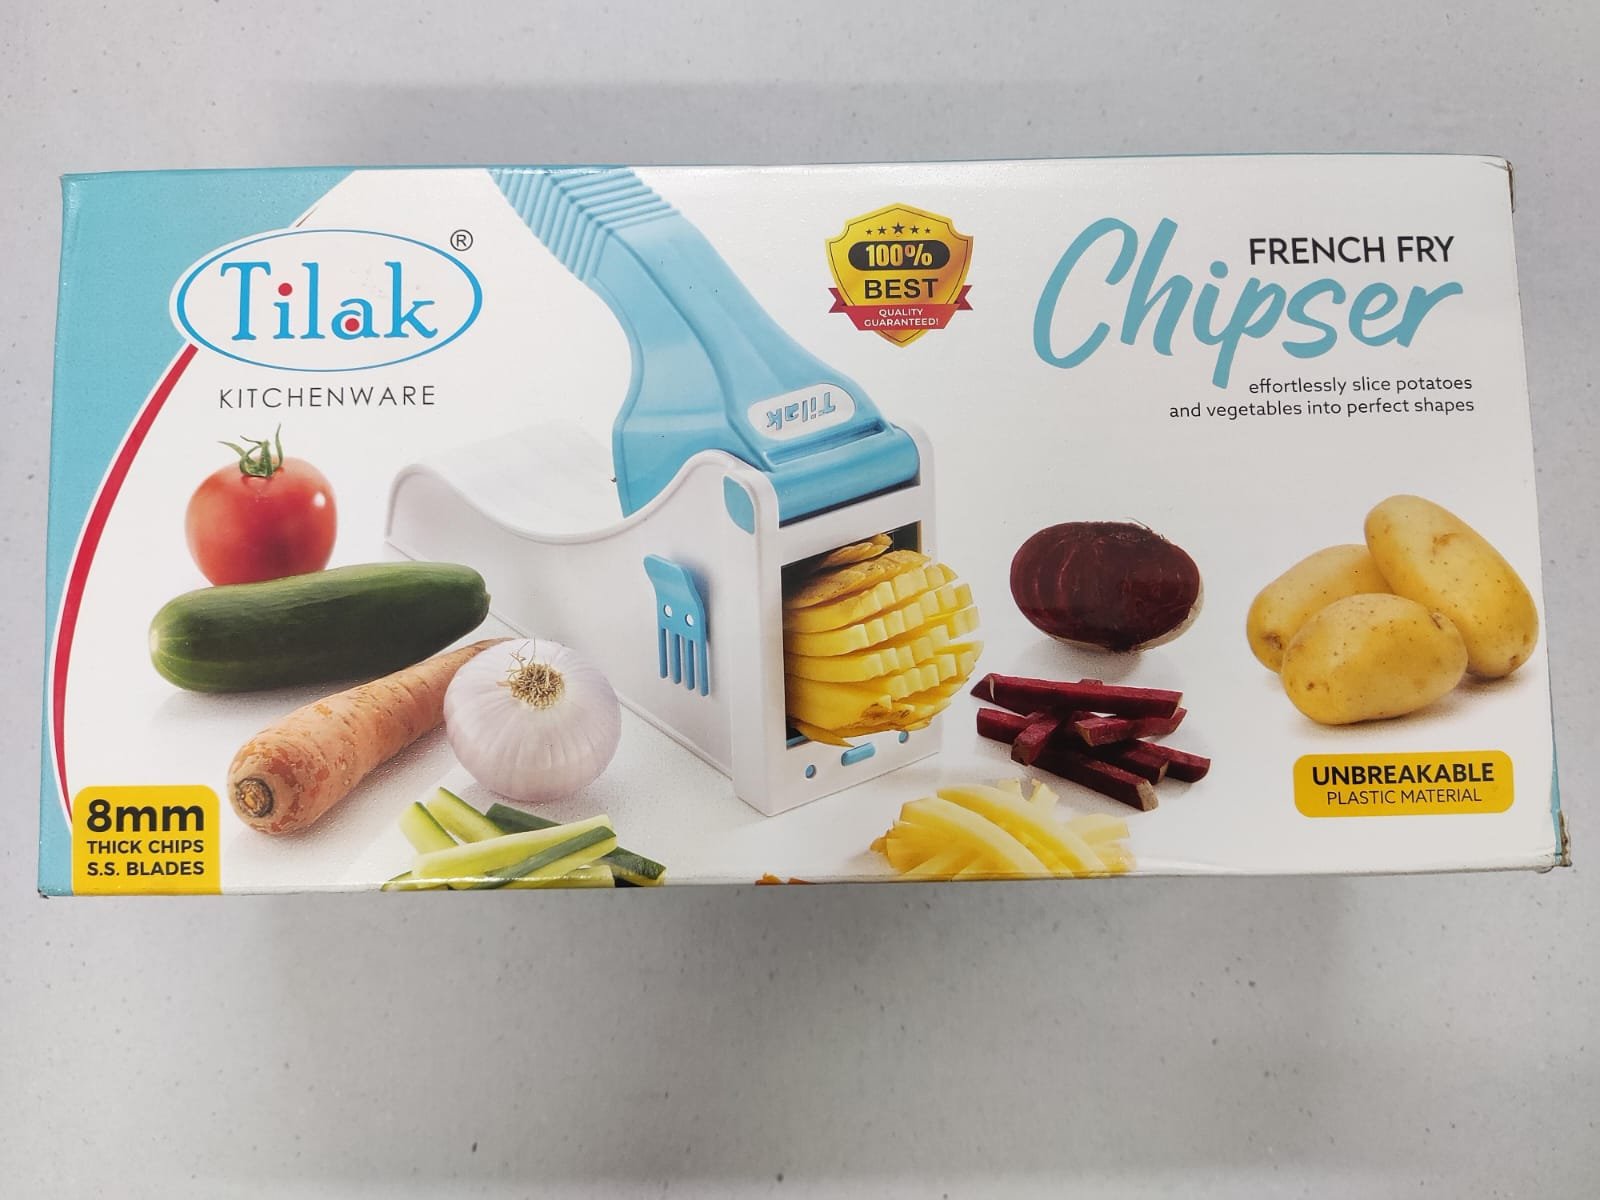 Tilak®
KITCHENWARE
100%
BEST
QUALITY
GUARANTEED!
FRENCH FRY
Chipser
effortlessly slice potatoes
and vegetables into perfect shapes
Tilak
8mm
THICK CHIPS
S.S. BLADES
UNBREAKABLE
PLASTIC MATERIAL